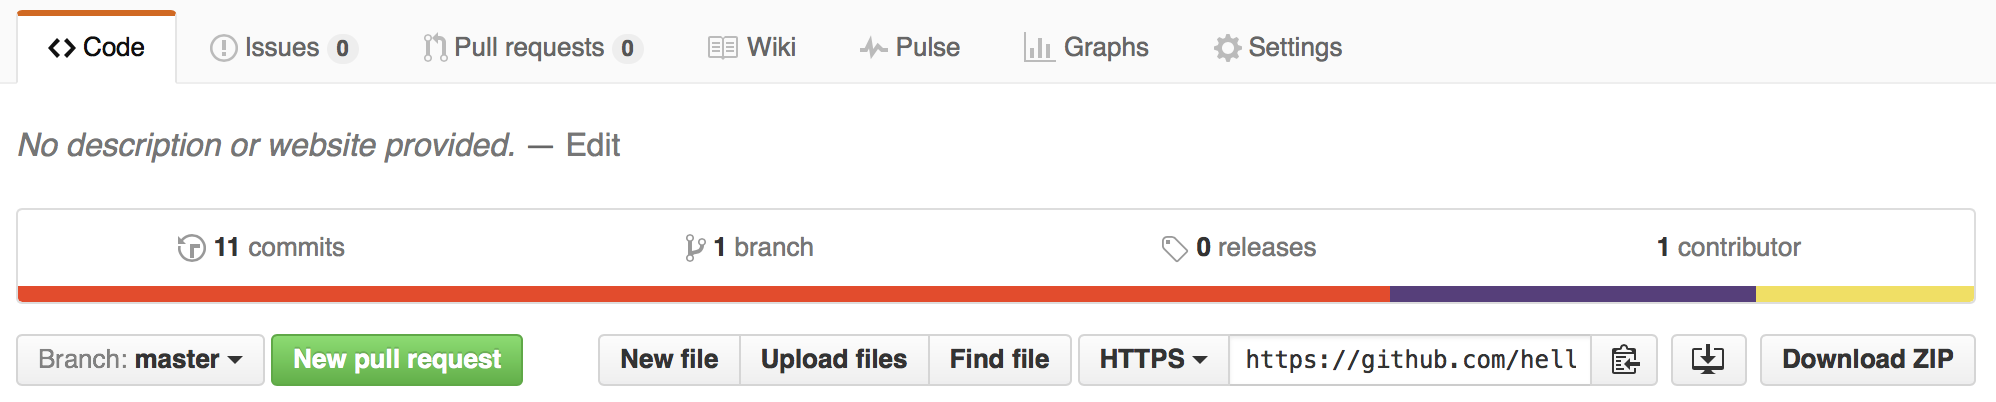 Code Issues 0 Pull requests 0 Wiki Pulse Graphs Settings
No description or website provided. — Edit
11 commits 1 branch 0 releases 1 contributor
Branch: master New pull request New file Upload files Find file HTTPS https://github.com/hell Download ZIP